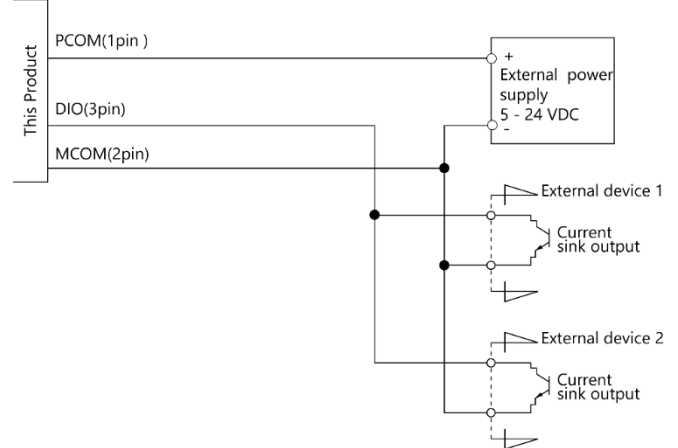 This Product
PCOM(1pin )
DIO(3pin)
MCOM(2pin)
+
External power
supply
5 - 24 VDC
-
External device 1
Current
sink output
External device 2
Current
sink output